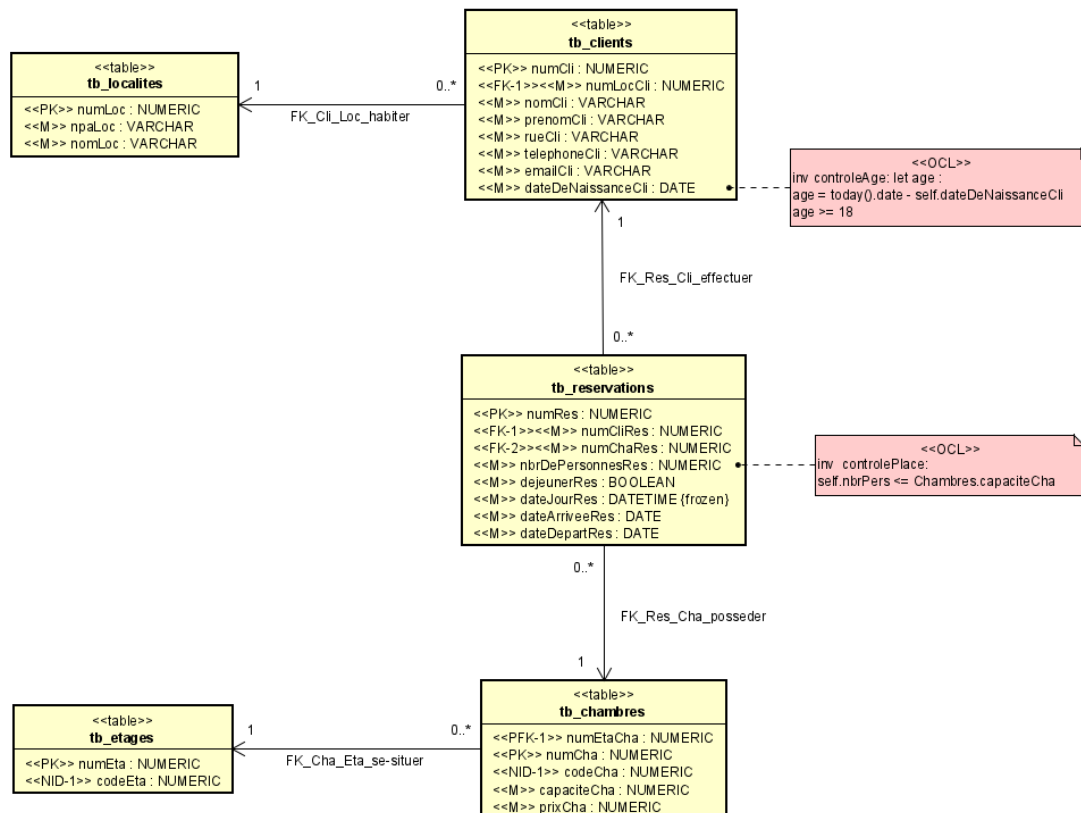 <<table>>
tb_clients
<<PK>> numCli : NUMERIC
<<FK-1>><<M>> numLocCli : NUMERIC
<<M>> nomCli : VARCHAR
<<M>> prenomCli : VARCHAR
<<M>> rueCli : VARCHAR
<<M>> telephoneCli : VARCHAR
<<M>> emailCli : VARCHAR
<<M>> dateDeNaissanceCli : DATE
<<table>>
tb_localites
<<PK>> numLoc : NUMERIC
<<M>> npaLoc : VARCHAR
<<M>> nomLoc : VARCHAR
1
0..*
FK_Cli_Loc_habiter
<<OCL>>
inv controleAge: let age :
age = today().date - self.dateDeNaissanceCli
age >= 18
1
FK_Res_Cli_effectuer
0..*
<<table>>
tb_reservations
<<PK>> numRes : NUMERIC
<<FK-1>><<M>> numCliRes : NUMERIC
<<FK-2>><<M>> numChaRes : NUMERIC
<<M>> nbrDePersonnesRes : NUMERIC
<<M>> dejeunerRes : BOOLEAN
<<M>> dateJourRes : DATETIME {frozen}
<<M>> dateArriveeRes : DATE
<<M>> dateDepartRes : DATE
<<OCL>>
inv controlePlace:
self.nbrPers <= Chambres.capaciteCha
0..*
FK_Res_Cha_posseder
1
<<table>>
tb_etages
<<PK>> numEta : NUMERIC
<<NID-1>> codeEta : NUMERIC
1
0..*
FK_Cha_Eta_se-situer
<<table>>
tb_chambres
<<PFK-1>> numEtaCha : NUMERIC
<<PK>> numCha : NUMERIC
<<NID-1>> codeCha : NUMERIC
<<M>> capaciteCha : NUMERIC
<<M>> prixCha : NUMERIC